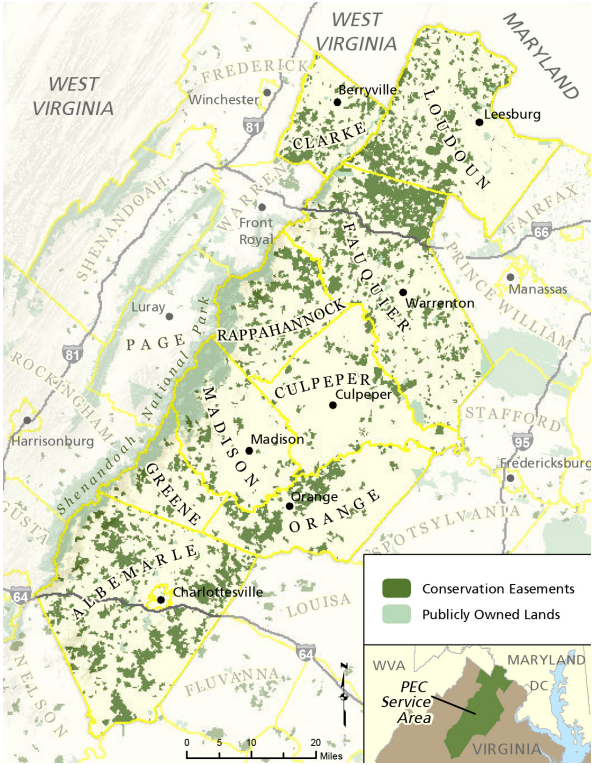 WEST
VIRGINIA
MARYLAND
WEST
VIRGINIA
FREDERICK
Winchester
Berryville
81
CLARKE
LOUDOUN
Leesburg
SHENANDOAH
WARREN
Front
Royal
FAIRFAX
66
FAUQUIER
PRINCE WILLIAM
Manassas
Luray
PAGE
Warrenton
RAPPAHANNOCK
81
ROCKINGHAM
Shenandoah National Park
CULPEPER
Culpeper
MADISON
STAFFORD
Harrisonburg
Madison
95
Fredericksburg
GREENE
Orange
ORANGE
GUSTA
SPOTSYLVANIA
ALBEMARLE
64
Charlottesville
LOUISA
NELSON
64
FLUVANNA
Conservation Easements
Publicly Owned Lands
WVA
MARYLAND
DC
PEC
Service
Area
VIRGINIA
N
0 5 10 20
Miles